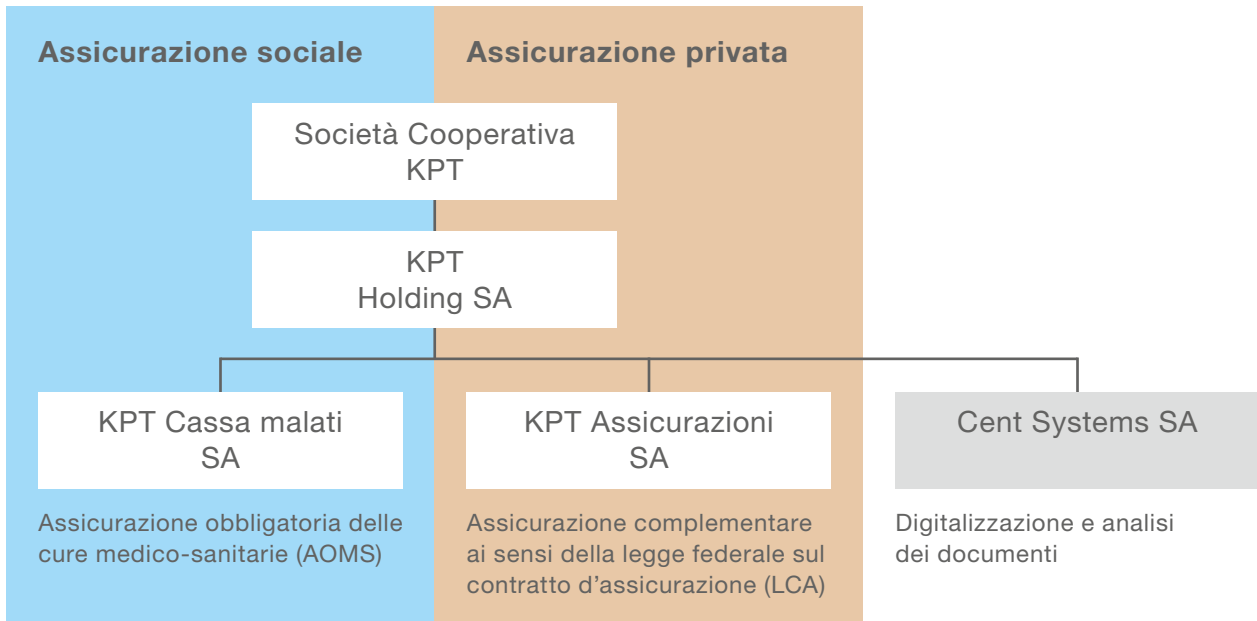 Assicurazione sociale
Assicurazione privata
Società Cooperativa
KPT
KPT
Holding SA
KPT Cassa malati
SA
KPT Assicurazioni
SA
Cent Systems SA
Assicurazione obbligatoria delle
cure medico-sanitarie (AOMS)
Assicurazione complementare
ai sensi della legge federale sul
contratto d’assicurazione (LCA)
Digitalizzazione e analisi
dei documenti